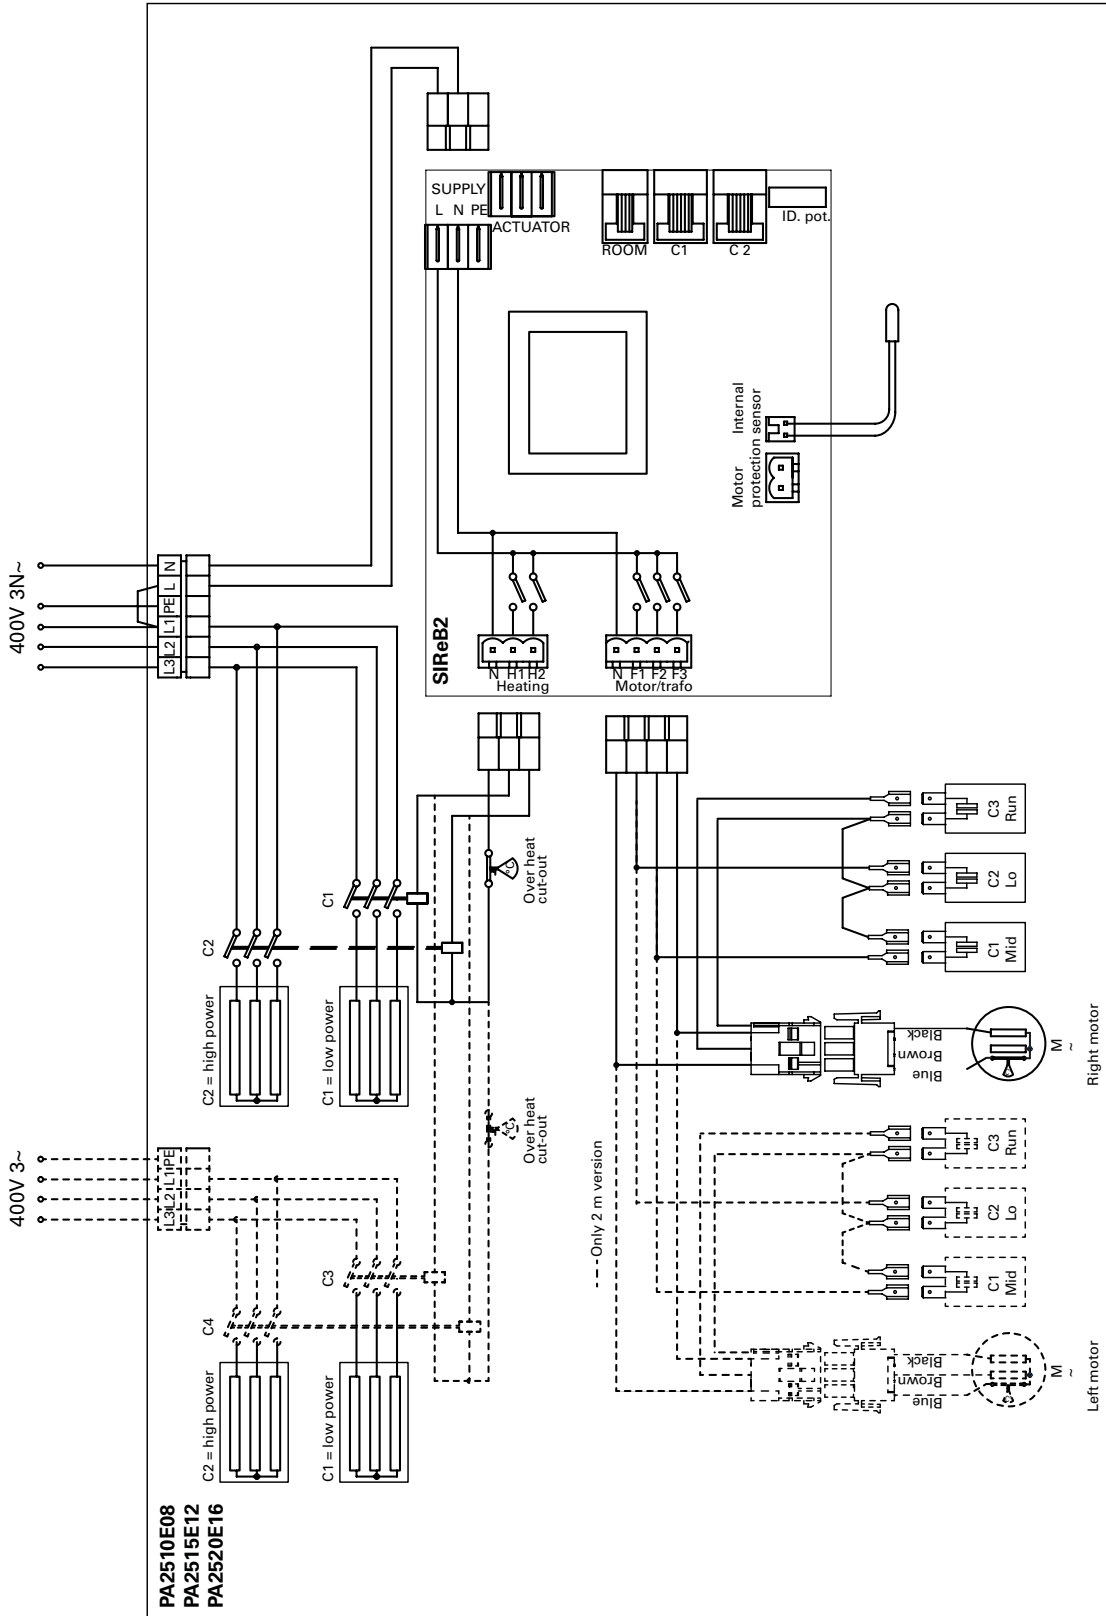 SUPPLY
L N PE
ACTUATOR
ROOM
C1
C 2
ID. pot.
Internal
Motor
protection sensor
SIReB2
N H1 H2
Heating
N F1 F2 F3
Motor/trafo
400V 3N~
N
L
PE
L1
L2
L3
C1
C2
C2 = high power
C1 = low power
°C
Over heat
cut-out
C3
Run
C2
Lo
C1
Mid
Black
Brown
Blue
M
~
Right motor
400V 3~
PE
L1
L2
L3
C3
C4
C2 = high power
C1 = low power
°C
Over heat
cut-out
---- Only 2 m version
C3
Run
C2
Lo
C1
Mid
Black
Brown
Blue
M
~
Left motor
PA2510E08
PA2515E12
PA2520E16